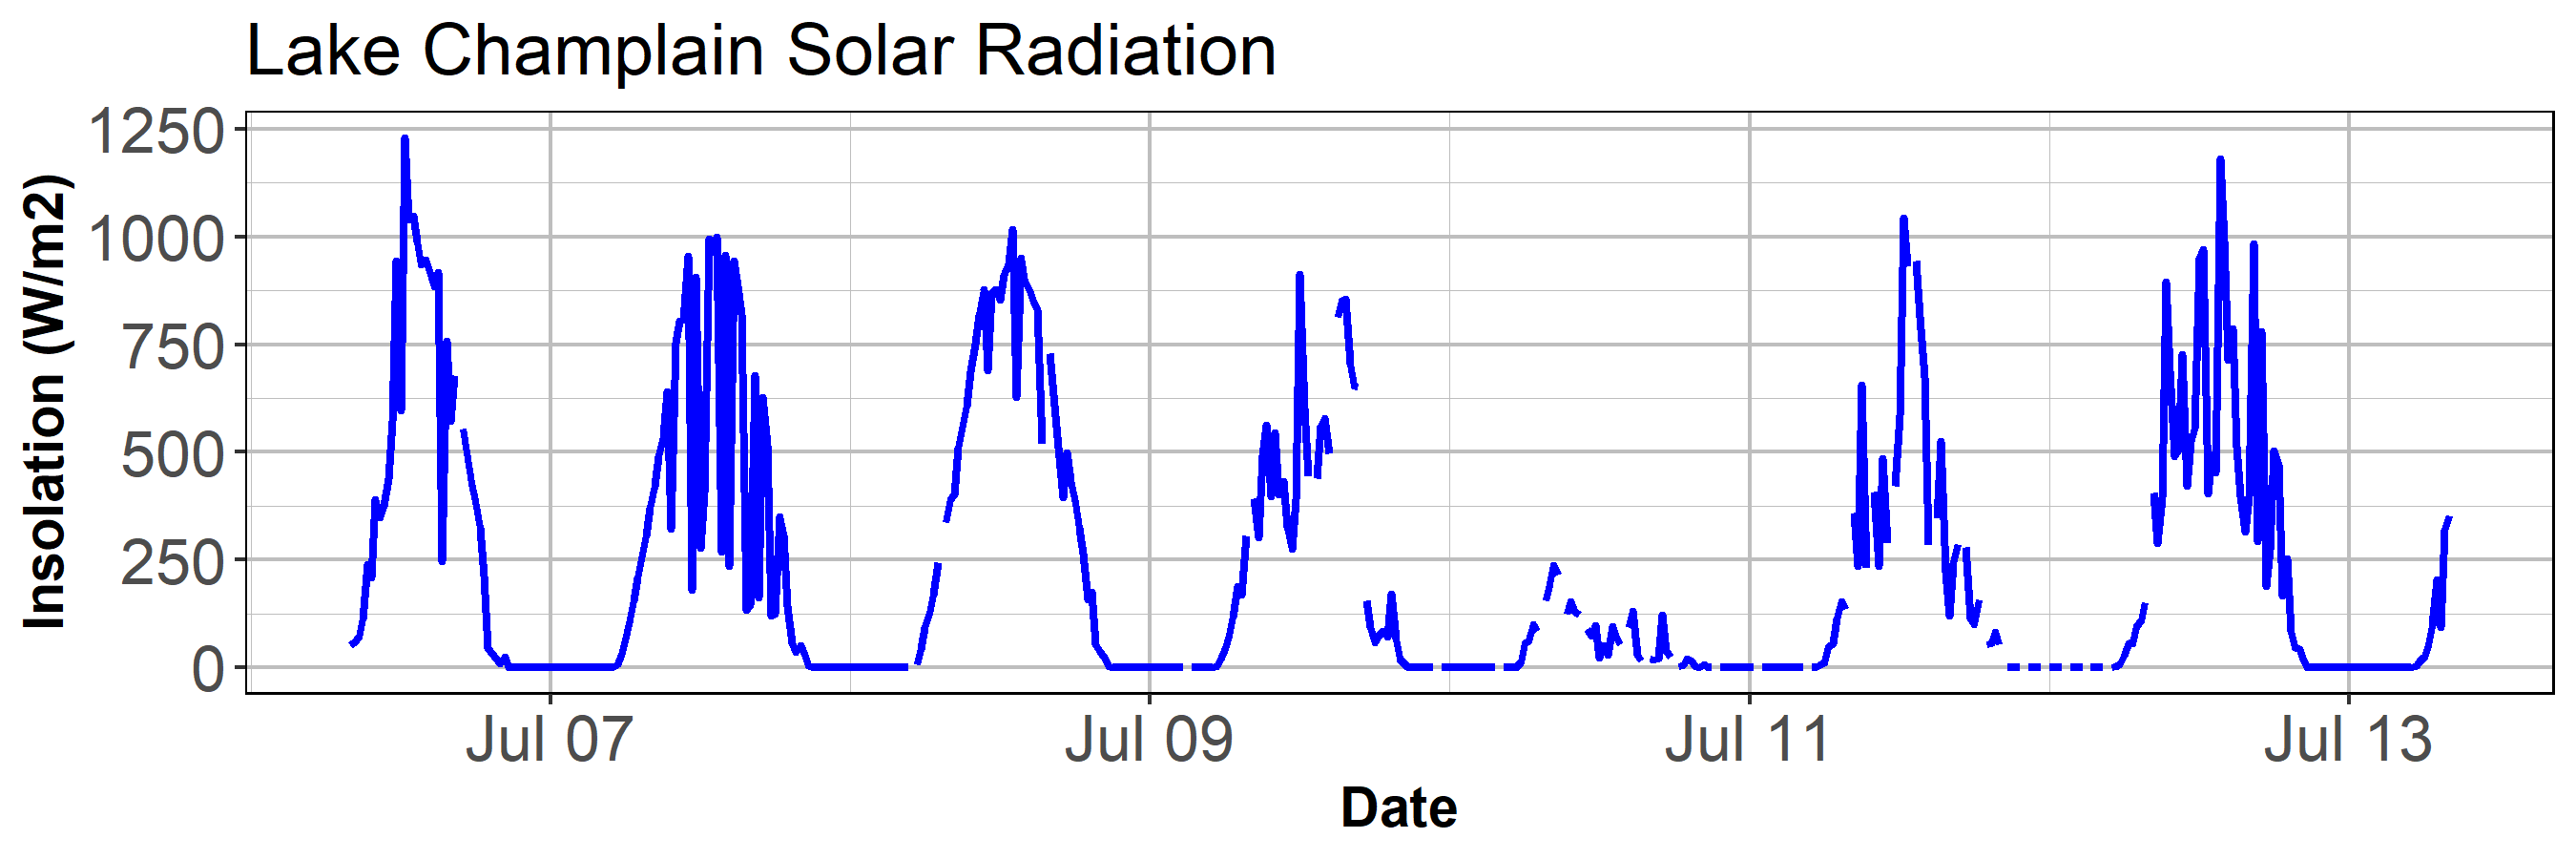 Lake Champlain Solar Radiation
1250
1000
750
500
250
0
Insolation (W/m2)
Jul 07 Jul 09 Jul 11 Jul 13
Date